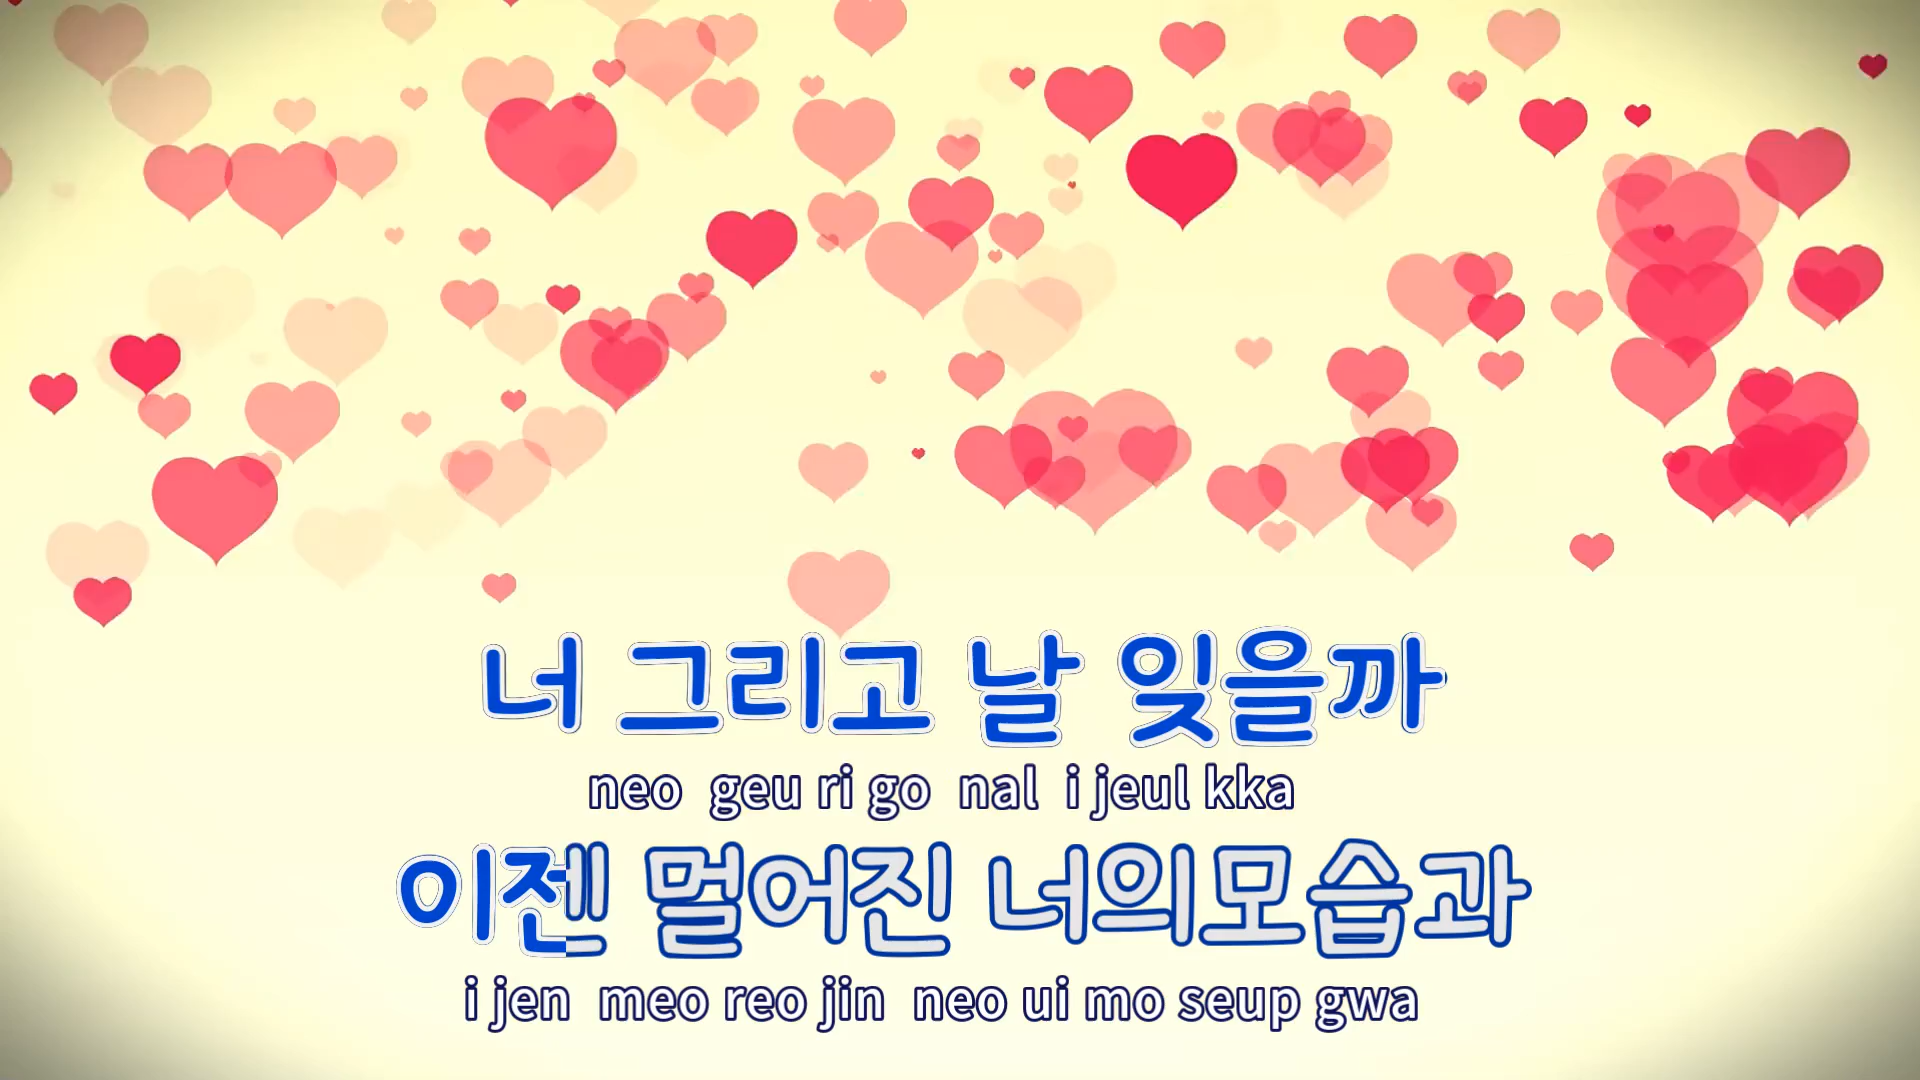 너 그리고 날 잊을까
neo geu ri go nal i jeul kka
이젠 멀어진 너의모습과
i jen meo reo jin neo ui mo seup gwa